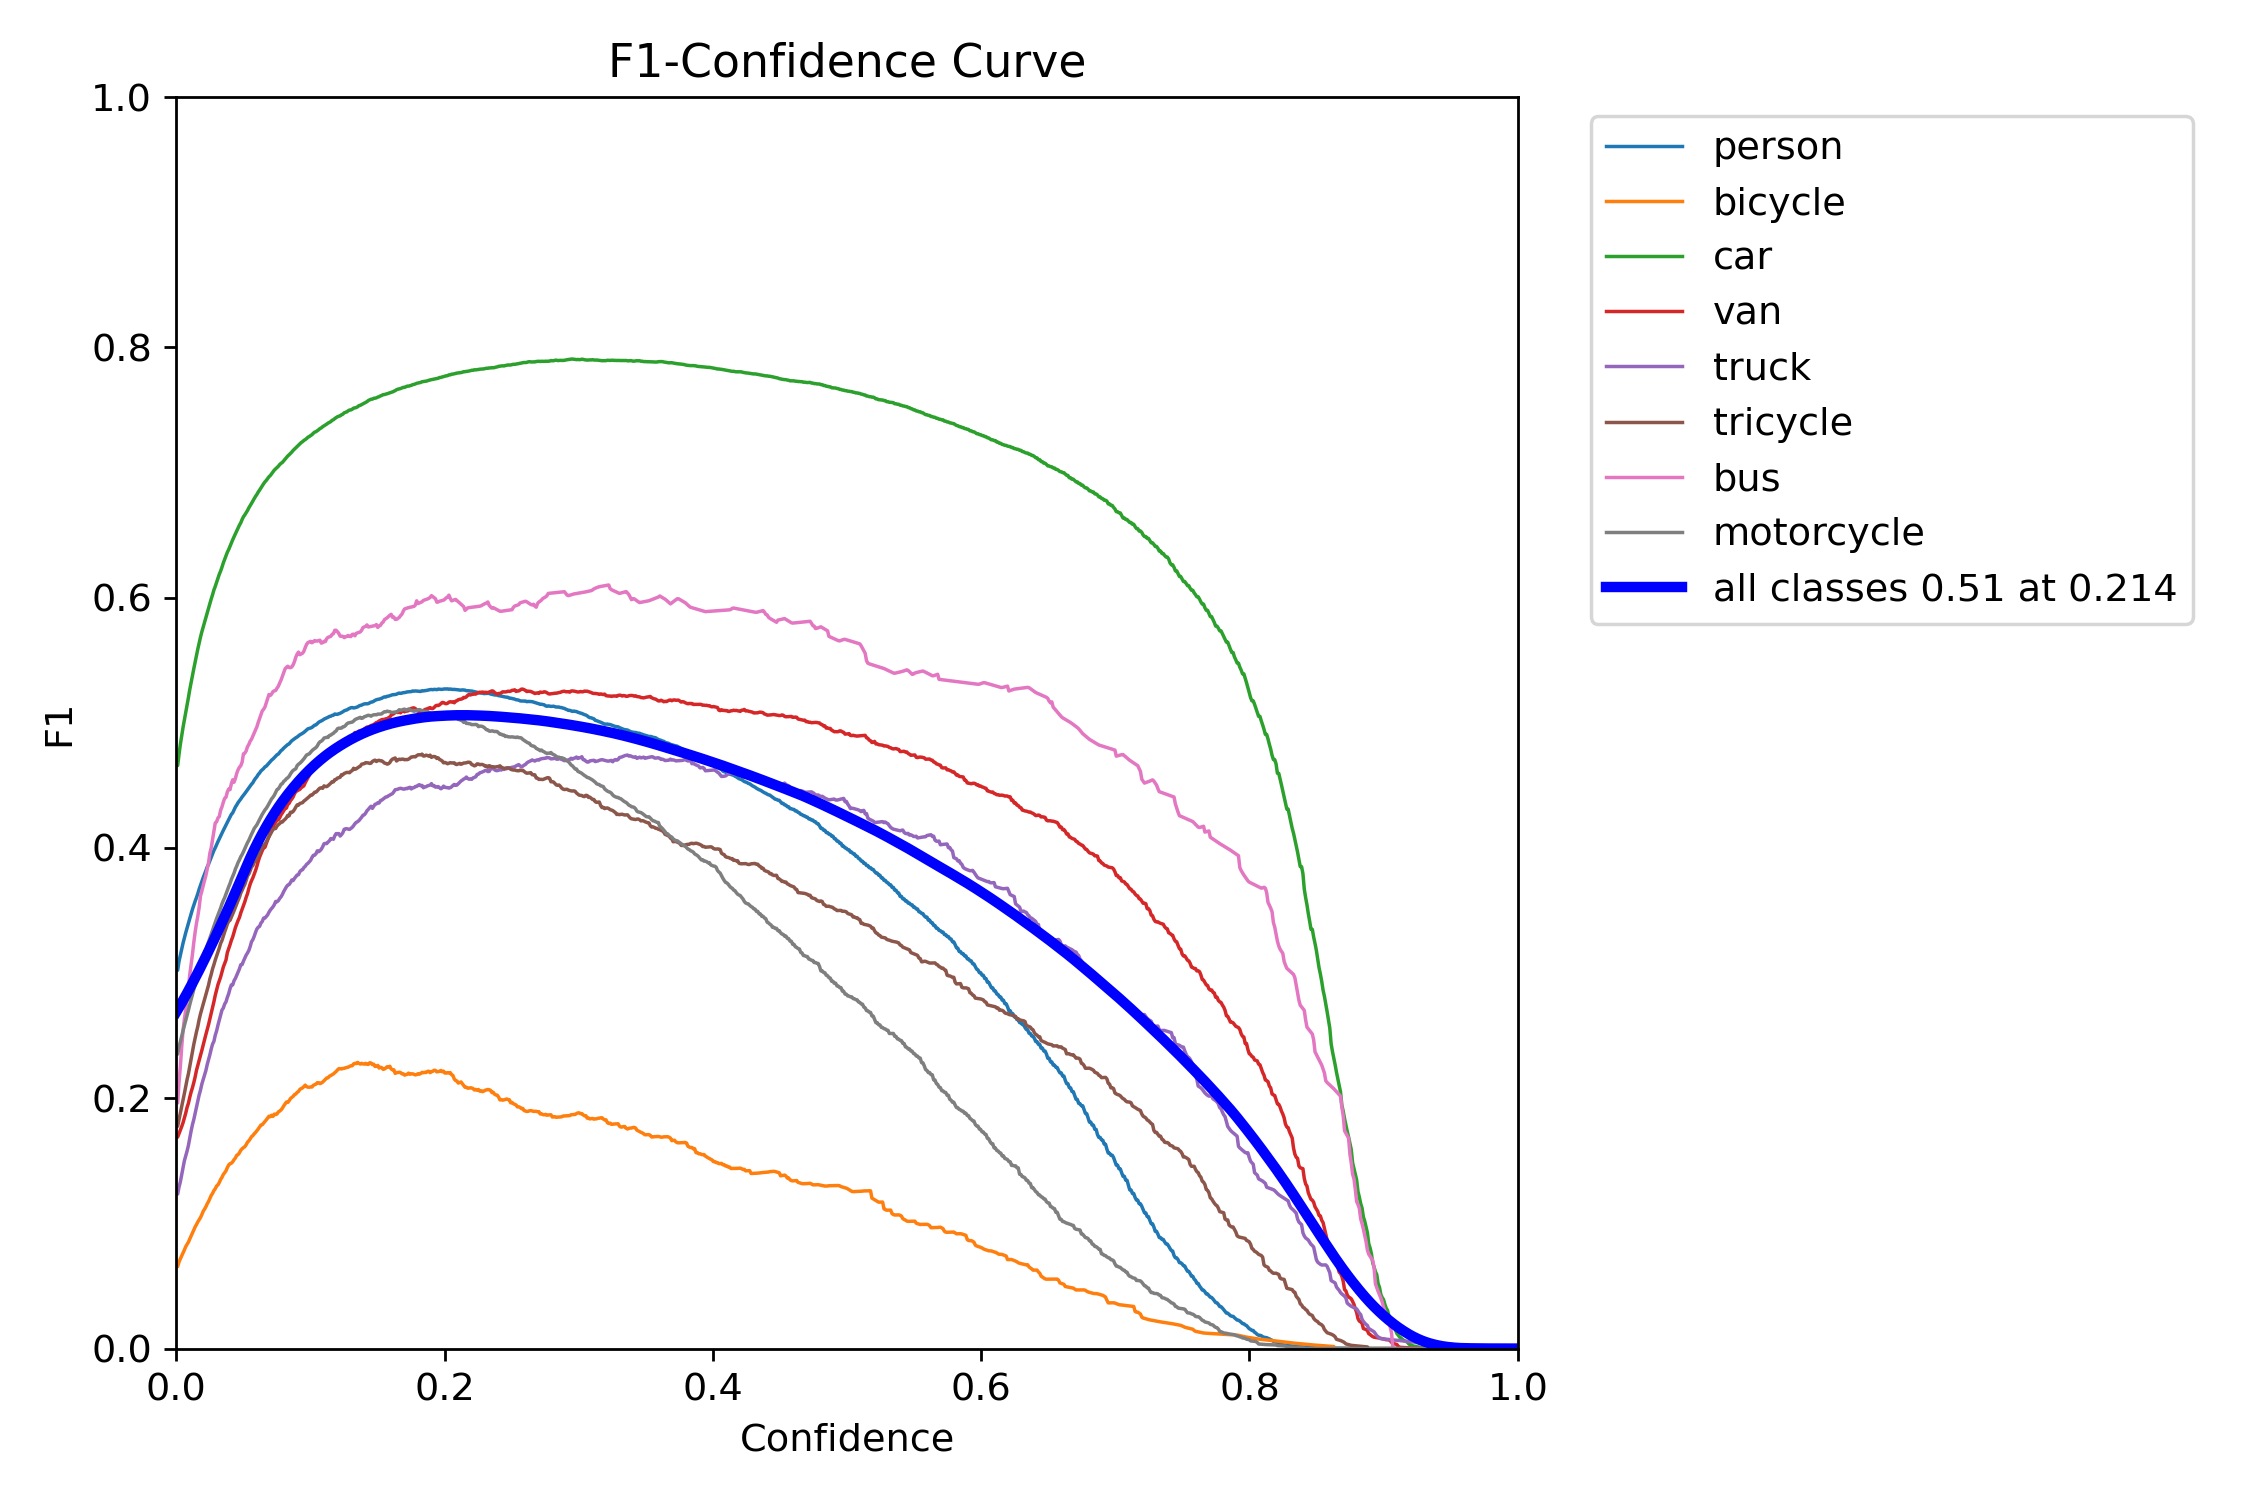 F1-Confidence Curve
1.0
0.8
0.6
0.4
0.2
0.0
F1
0.0 0.2 0.4 0.6 0.8 1.0
Confidence
person
bicycle
car
van
truck
tricycle
bus
motorcycle
all classes 0.51 at 0.214